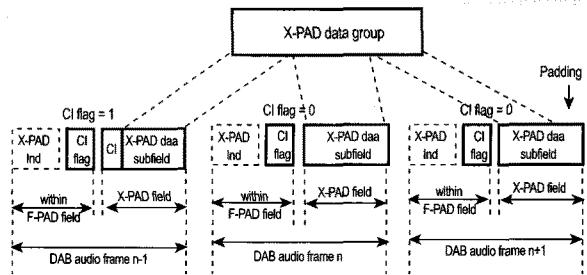 X-PAD data group
Padding
CI flag = 1
CI flag =0
CI flag = 0
X-PAD Ind
CI flag
CI
X-PAD daa subfield
X-PAD Ind
CI flag
X-PAD daa subfield
X-PAD Ind
CI flag
X-PAD daa subfield
within F-PAD field
X-PAD field
within F-PAD field
X-PAD field
within F-PAD field
X-PAD field
DAB audio frame n-1
DAB audio frame n
DAB audio frame n+1